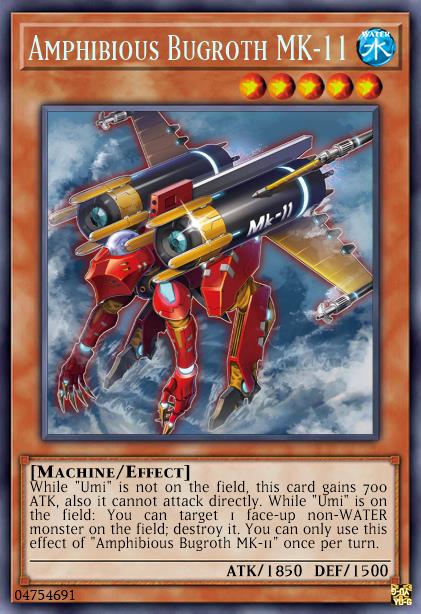 AMPHIBIOUS BUGROTH MK-11
WATER
水
Mk-11
[MACHINE/EFFECT]
While "Umi" is not on the field, this card gains 700
ATK, also it cannot attack directly. While "Umi" is on
the field: You can target 1 face-up non-WATER
monster on the field; destroy it. You can only use this
effect of "Amphibious Bugroth MK-11" once per turn.
ATK/1850 DEF/1500
04754691